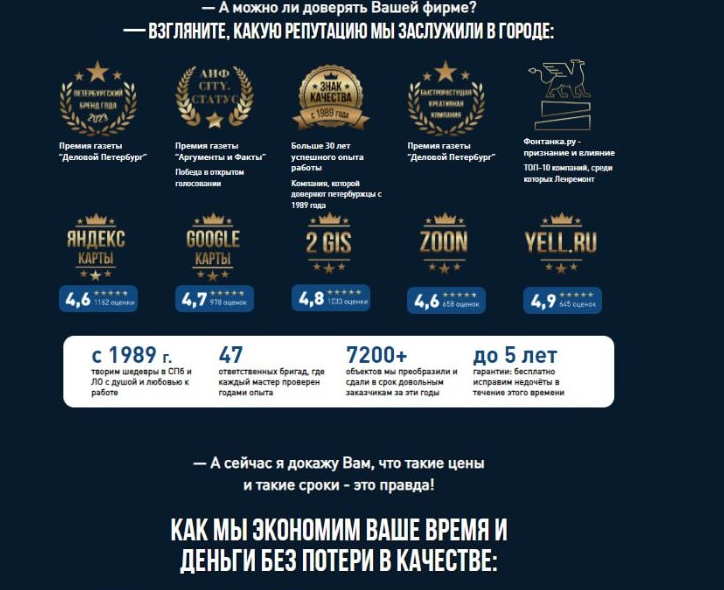 — А можно ли доверять Вашей фирме?
— ВЗГЛЯНИТЕ, КАКУЮ РЕПУТАЦИЮ МЫ ЗАСЛУЖИЛИ В ГОРОДЕ:
ПЕТЕРБУРГСКИЙ
БРЕНД ГОДА
2023
Премия газеты
"Деловой Петербург"
АИФ
CITY.
СТАТУС
Премия газеты
"Аргументы и Факты"
Победа в открытом
голосовании
ЗНАК
КАЧЕСТВА
с 1989 года
Больше 30 лет
успешного опыта
работы
Компания, которой
доверяют петербуржцы с
1989 года
БЫСТРОРАСТУЩАЯ
КРЕАТИВНАЯ
КОМПАНИЯ
Премия газеты
"Деловой Петербург"
Фонтанка.ру -
признание и влияние
ТОП-10 компаний, среди
которых Ленремонт
ЯНДЕКС
КАРТЫ
4,6
1162 оценки
GOOGLE
КАРТЫ
4,7
978 оценок
2 GIS
4,8
1033 оценки
ZOON
4,6
658 оценок
YELL.RU
4,9
645 оценок
с 1989 г.
творим шедевры в СПб и
ЛО с душой и любовью к
работе
47
ответственных бригад, где
каждый мастер проверен
годами опыта
7200+
объектов мы преобразили и
сдали в срок довольным
заказчикам за эти годы
до 5 лет
гарантии: бесплатно
исправим недочёты в
течение этого времени
— А сейчас я докажу Вам, что такие цены
и такие сроки - это правда!
КАК МЫ ЭКОНОМИМ ВАШЕ ВРЕМЯ И
ДЕНЬГИ БЕЗ ПОТЕРИ В КАЧЕСТВЕ: